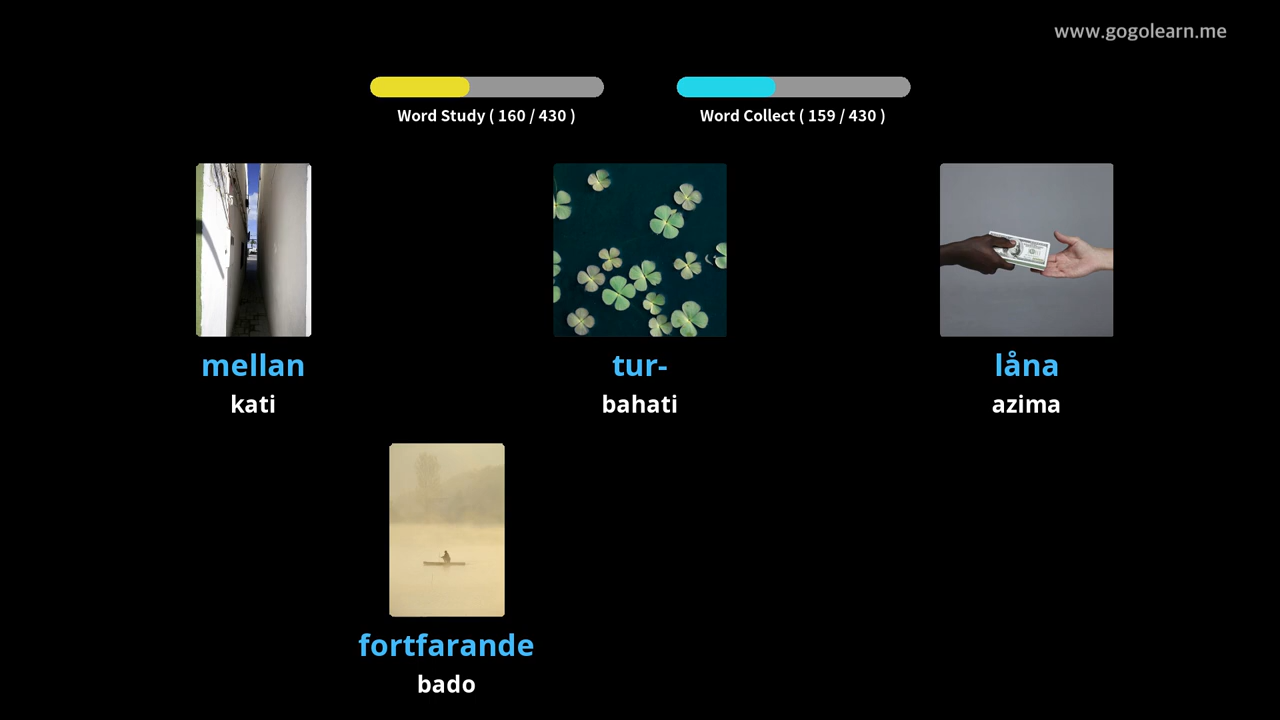 www.gogolearn.me
Word Study ( 160 / 430 )
Word Collect ( 159 / 430 )
mellan
kati
tur-
bahati
låna
azima
fortfarande
bado